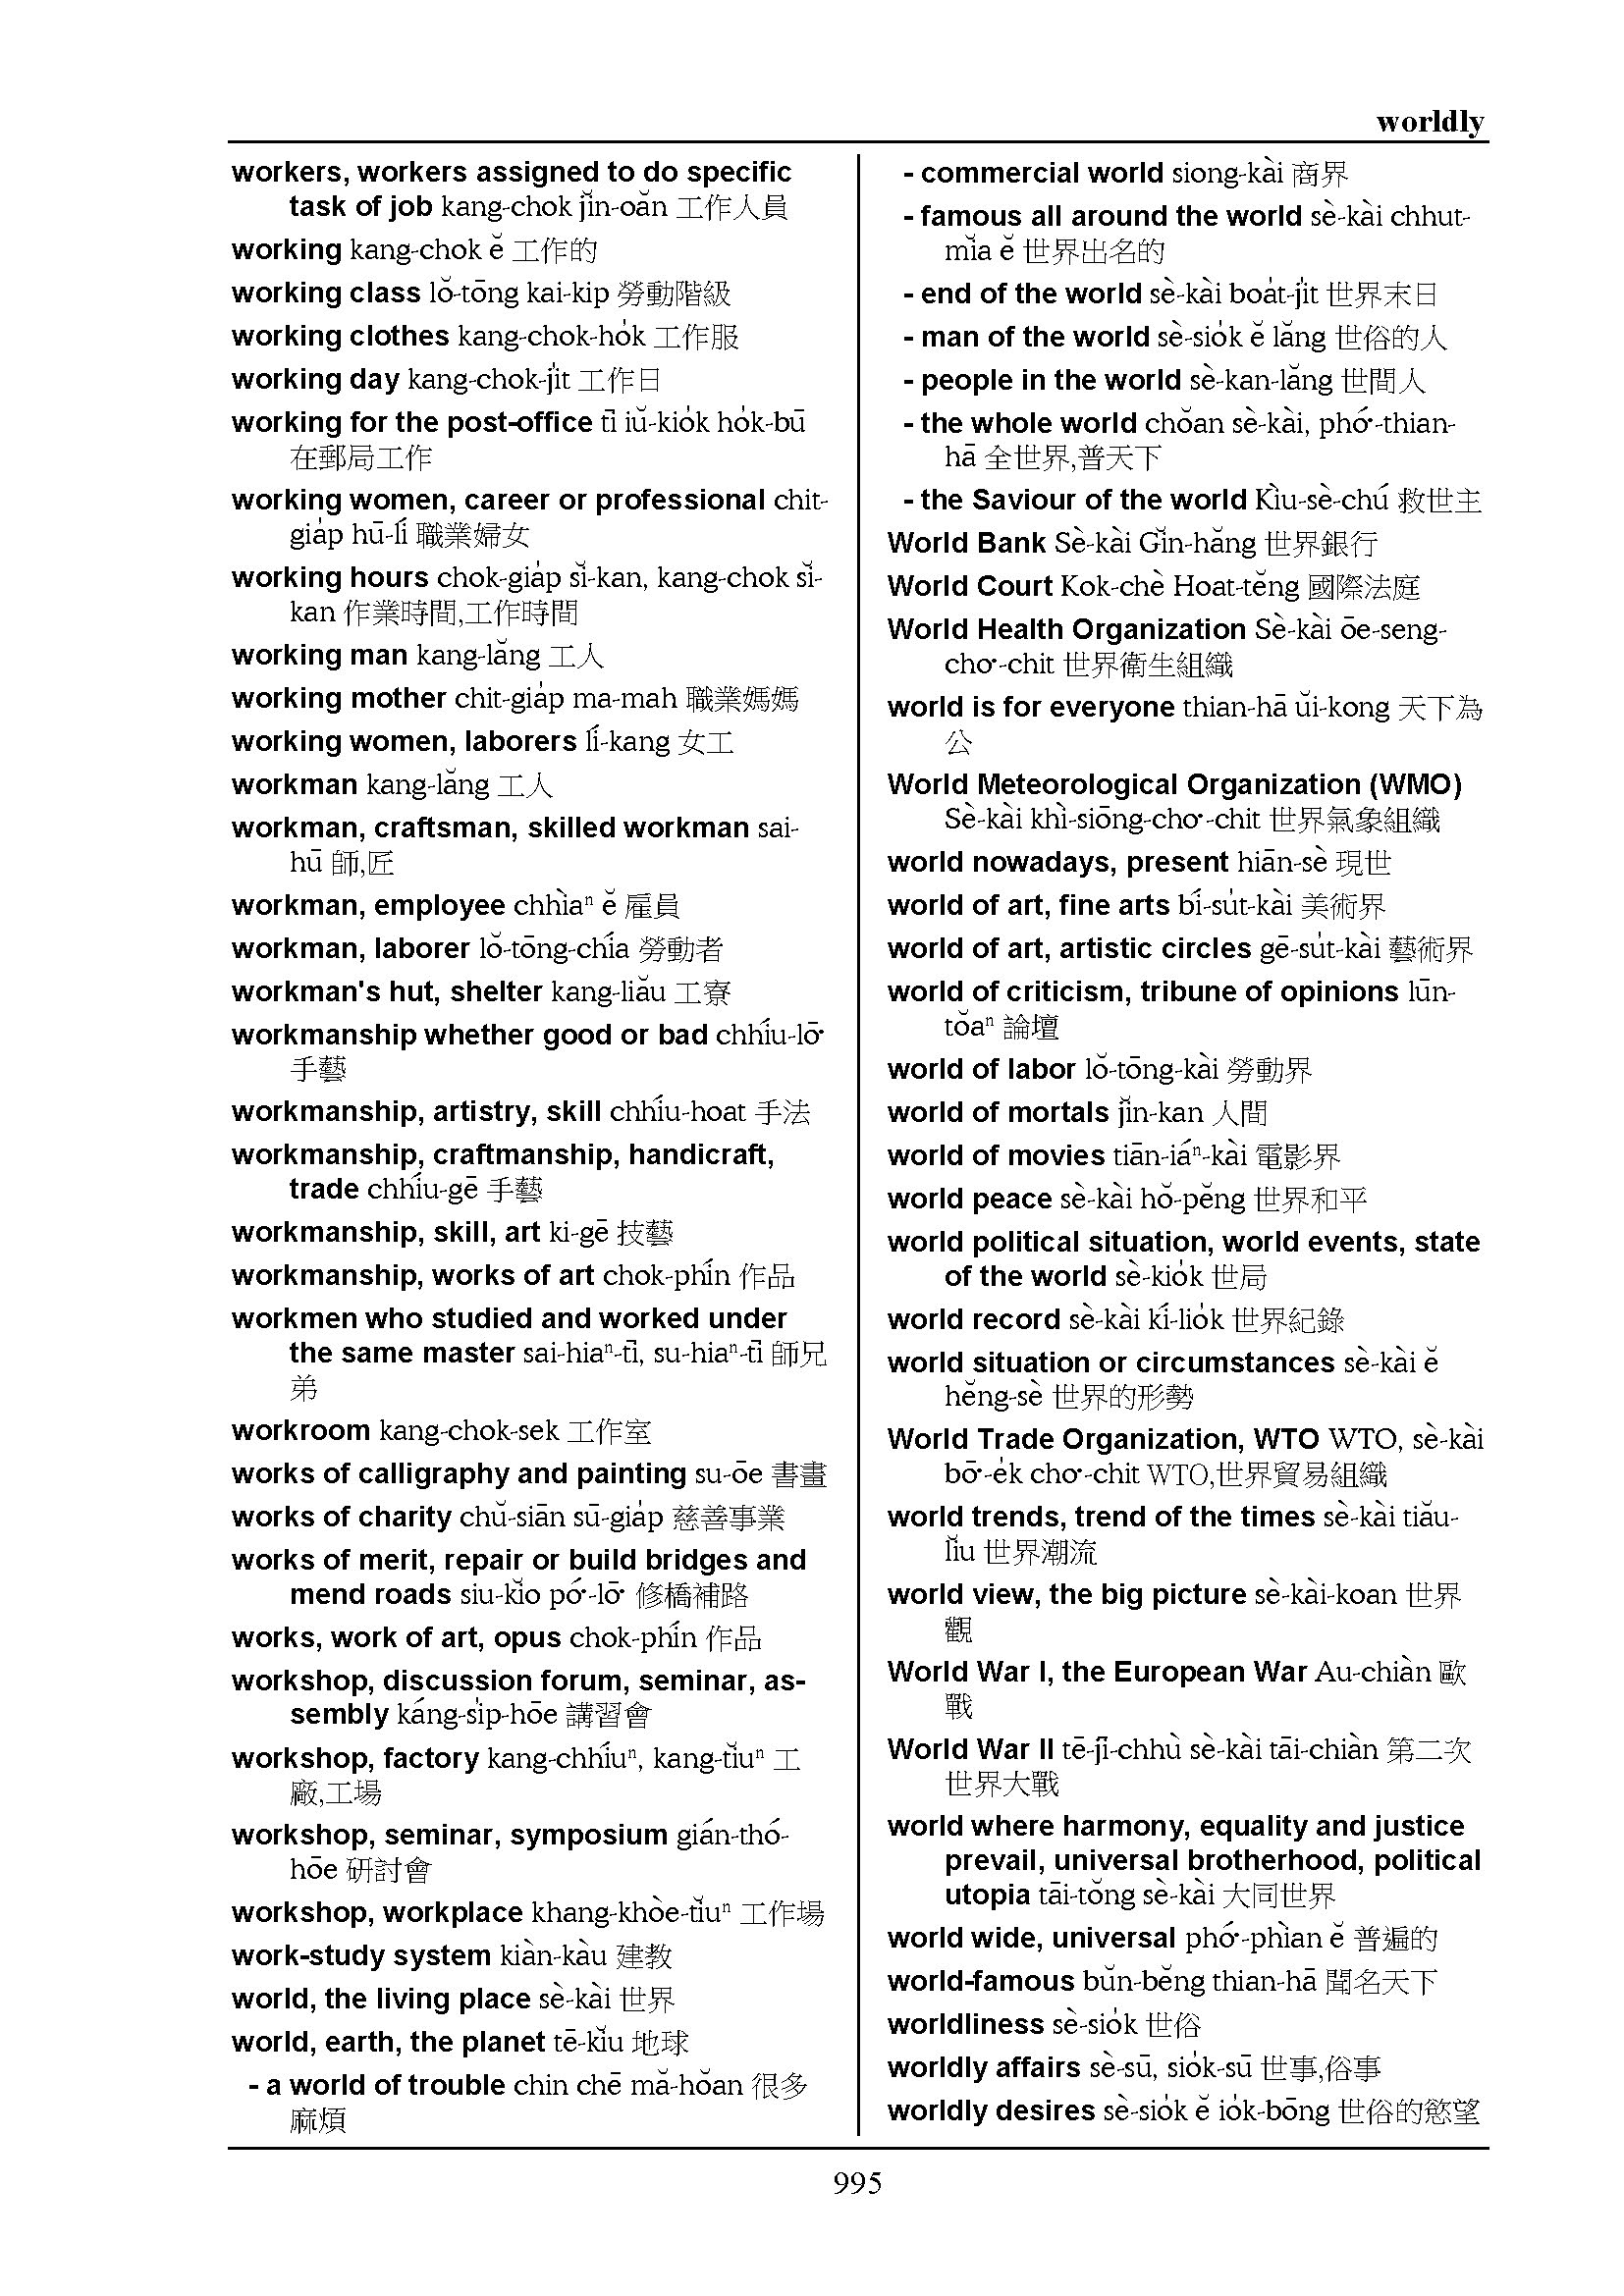 worldly
workers, workers assigned to do specific
task of job kang-chok jĭn-oăn 工作人員
working kang-chok ĕ 工作的
working class lŏ-tōng kai-kip 勞動階級
working clothes kang-chok-ho̍k 工作服
working day kang-chok-ji̍t 工作日
working for the post-office tī iŭ-kio̍k ho̍k-bū
在郵局工作
working women, career or professional chit-
gia̍p hū-lí 職業婦女
working hours chok-gia̍p sĭ-kan, kang-chok sĭ-
kan 作業時間,工作時間
working man kang-lăng 工人
working mother chit-gia̍p ma-mah 職業媽媽
working women, laborers lí-kang 女工
workman kang-lăng 工人
workman, craftsman, skilled workman sai-
hū 師,匠
workman, employee chhìaⁿ ĕ 雇員
workman, laborer lŏ-tōng-chía 勞動者
workman's hut, shelter kang-liău 工寮
workmanship whether good or bad chhíu-lō͘
手藝
workmanship, artistry, skill chhíu-hoat 手法
workmanship, craftmanship, handicraft,
trade chhíu-gē 手藝
workmanship, skill, art ki-gē 技藝
workmanship, works of art chok-phín 作品
workmen who studied and worked under
the same master sai-hiaⁿ-tī, su-hiaⁿ-tī 師兄
弟
workroom kang-chok-sek 工作室
works of calligraphy and painting su-ōe 書畫
works of charity chŭ-siān sū-gia̍p 慈善事業
works of merit, repair or build bridges and
mend roads siu-kĭo pó͘-lō͘ 修橋補路
works, work of art, opus chok-phín 作品
workshop, discussion forum, seminar, as-
sembly káng-si̍p-hōe 講習會
workshop, factory kang-chhíuⁿ, kang-tĭuⁿ 工
廠,工場
workshop, seminar, symposium gián-thó-
hōe 研討會
workshop, workplace khang-khòe-tĭuⁿ 工作場
work-study system kiàn-kàu 建教
world, the living place sè-kài 世界
world, earth, the planet tē-kĭu 地球
- a world of trouble chin chē mă-hŏan 很多
麻煩
- commercial world siong-kài 商界
- famous all around the world sè-kài chhut-
mĭa ĕ 世界出名的
- end of the world sè-kài boa̍t-ji̍t 世界末日
- man of the world sè-sio̍k ĕ lăng 世俗的人
- people in the world sè-kan-lăng 世間人
- the whole world chŏan sè-kài, phó͘-thian-
hā 全世界,普天下
- the Saviour of the world Kìu-sè-chú 救世主
World Bank Sè-kài Gĭn-hăng 世界銀行
World Court Kok-chè Hoat-tĕng 國際法庭
World Health Organization Sè-kài ōe-seng-
cho͘-chit 世界衛生組織
world is for everyone thian-hā ŭi-kong 天下為
公
World Meteorological Organization (WMO)
Sè-kài khì-siōng-cho͘-chit 世界氣象組織
world nowadays, present hiān-sè 現世
world of art, fine arts bí-su̍t-kài 美術界
world of art, artistic circles gē-su̍t-kài 藝術界
world of criticism, tribune of opinions lūn-
tŏaⁿ 論壇
world of labor lŏ-tōng-kài 勞動界
world of mortals jĭn-kan 人間
world of movies tiān-iáⁿ-kài 電影界
world peace sè-kài hŏ-pĕng 世界和平
world political situation, world events, state
of the world sè-kio̍k 世局
world record sè-kài kí-lio̍k 世界紀錄
world situation or circumstances sè-kài ĕ
hĕng-sè 世界的形勢
World Trade Organization, WTO WTO, sè-kài
bō͘-e̍k cho͘-chit WTO,世界貿易組織
world trends, trend of the times sè-kài tiău-
lĭu 世界潮流
world view, the big picture sè-kài-koan 世界
觀
World War I, the European War Au-chiàn 歐
戰
World War II tē-jī-chhù sè-kài tāi-chiàn 第二次
世界大戰
world where harmony, equality and justice
prevail, universal brotherhood, political
utopia tāi-tŏng sè-kài 大同世界
world wide, universal phó͘-phìan ĕ 普遍的
world-famous bŭn-bĕng thian-hā 聞名天下
worldliness sè-sio̍k 世俗
worldly affairs sè-sū, sio̍k-sū 世事,俗事
worldly desires sè-sio̍k ĕ io̍k-bōng 世俗的慾望
995